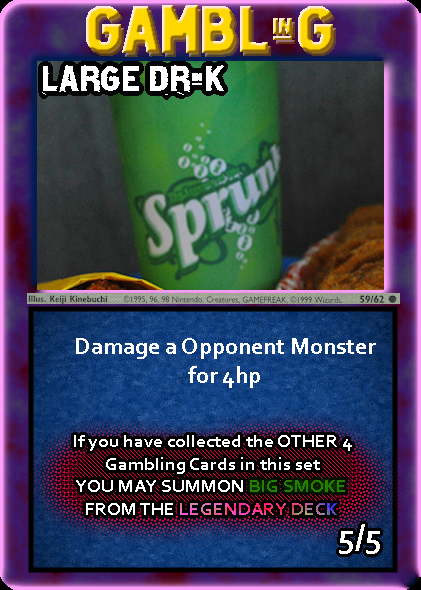 GAMBLING
LARGE DR=K
Sprunk
Illus. Keiji Kinebuchi ©1995, 96, 98 Nintendo, Creatures, GAMEFREAK. ©1999 Wizards. 59/62
Damage a Opponent Monster
for 4hp
If you have collected the OTHER 4
Gambling Cards in this set
YOU MAY SUMMON BIG SMOKE
FROM THE LEGENDARY DECK
5/5